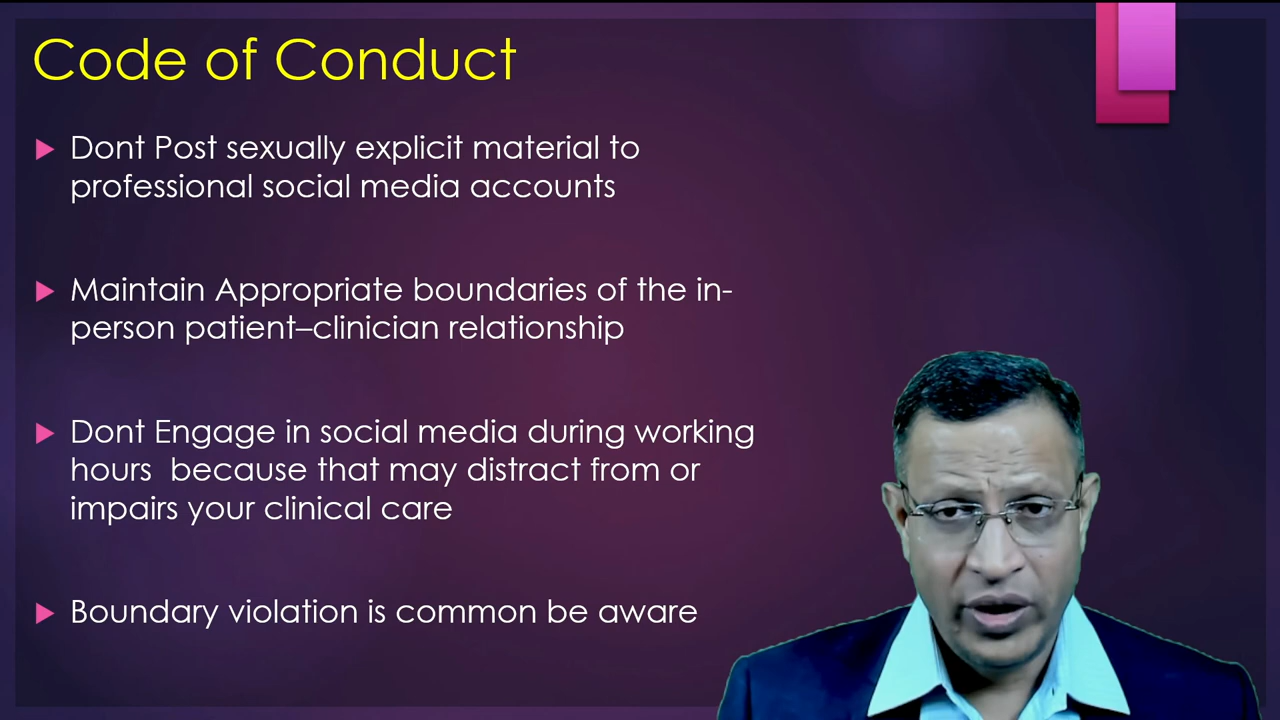 Code of Conduct
Dont Post sexually explicit material to
professional social media accounts
Maintain Appropriate boundaries of the in-
person patient–clinician relationship
Dont Engage in social media during working
hours  because that may distract from or
impairs your clinical care
Boundary violation is common be aware